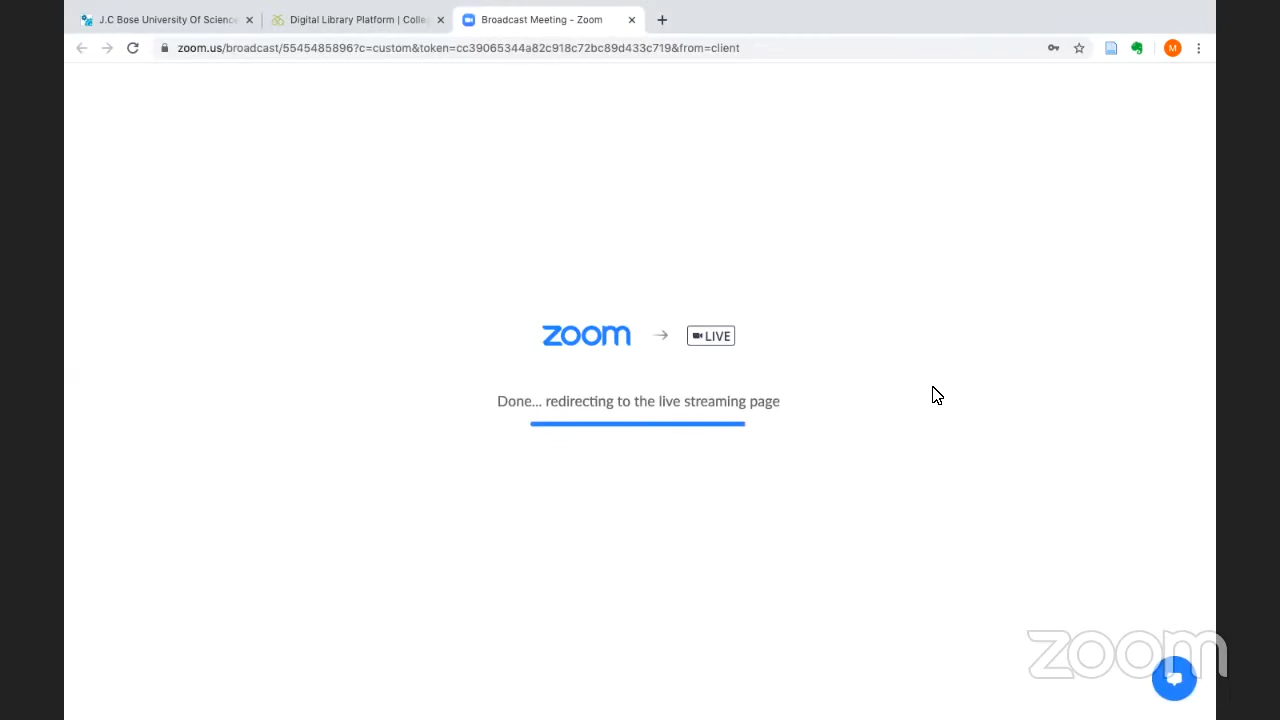 J.C Bose University Of Science
Digital Library Platform | Colle
Broadcast Meeting - Zoom
zoom.us/broadcast/5545485896?c=custom&token=cc39065344a82c918c72bc89d433c719&from=client
M
zoom → LIVE
Done... redirecting to the live streaming page
zoom